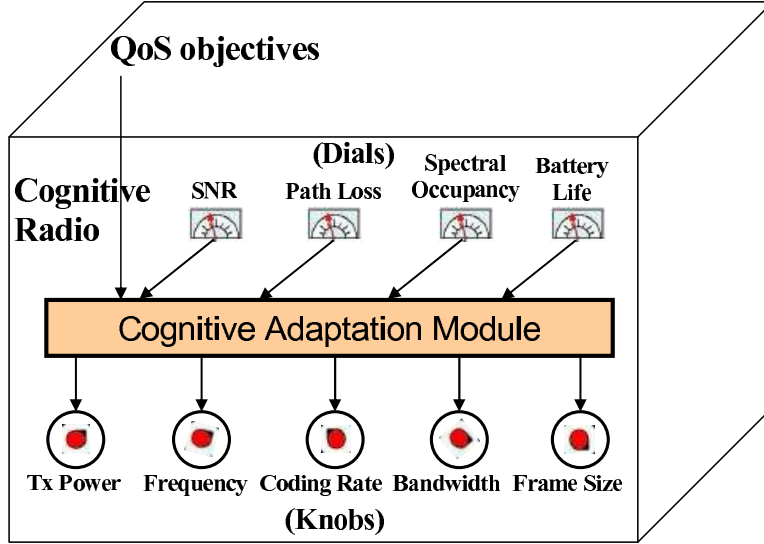 QoS objectives
(Dials)
Cognitive
Radio
SNR
Path Loss
Spectral
Occupancy
Battery
Life
Cognitive Adaptation Module
Tx Power
Frequency
Coding Rate
Bandwidth
Frame Size
(Knobs)